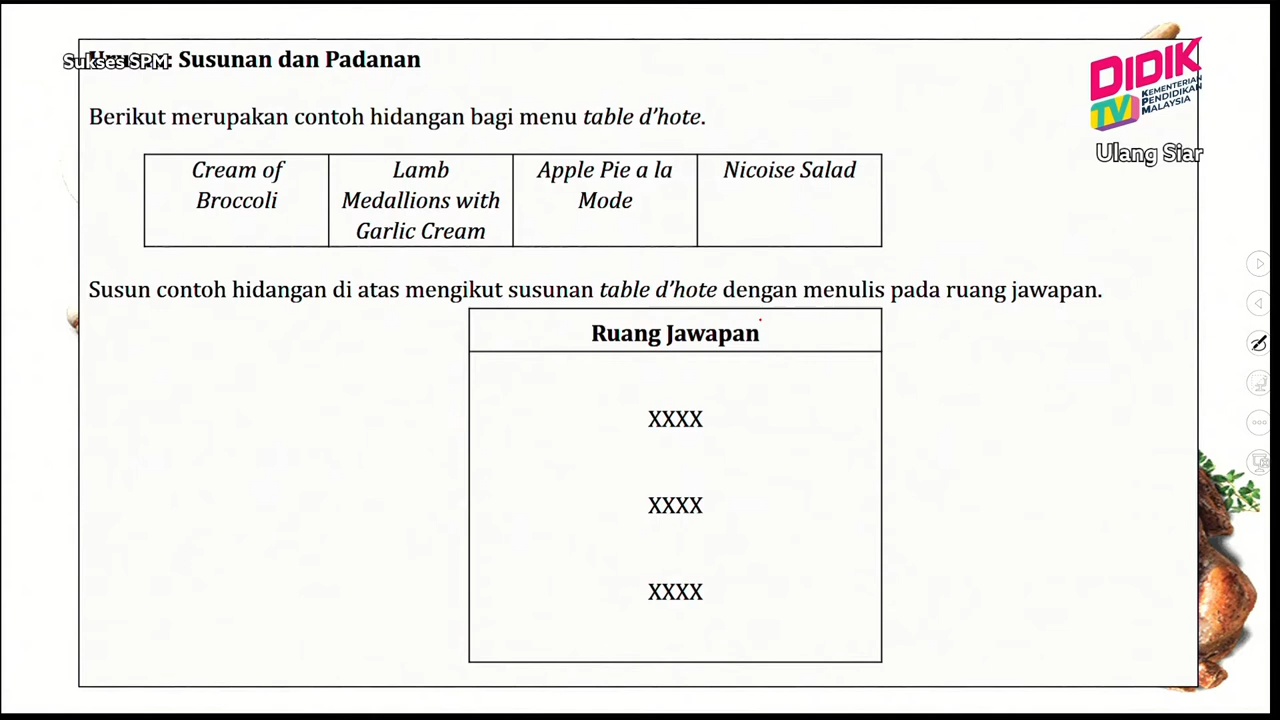 Sukses SPM : Susunan dan Padanan
DIDIK
TV KEMENTERIAN
PENDIDIKAN
MALAYSIA
Ulang Siar
Berikut merupakan contoh hidangan bagi menu table d’hote.
Cream of
Broccoli
Lamb
Medallions with
Garlic Cream
Apple Pie a la
Mode
Nicoise Salad
Susun contoh hidangan di atas mengikut susunan table d’hote dengan menulis pada ruang jawapan.
Ruang Jawapan
XXXX
XXXX
XXXX